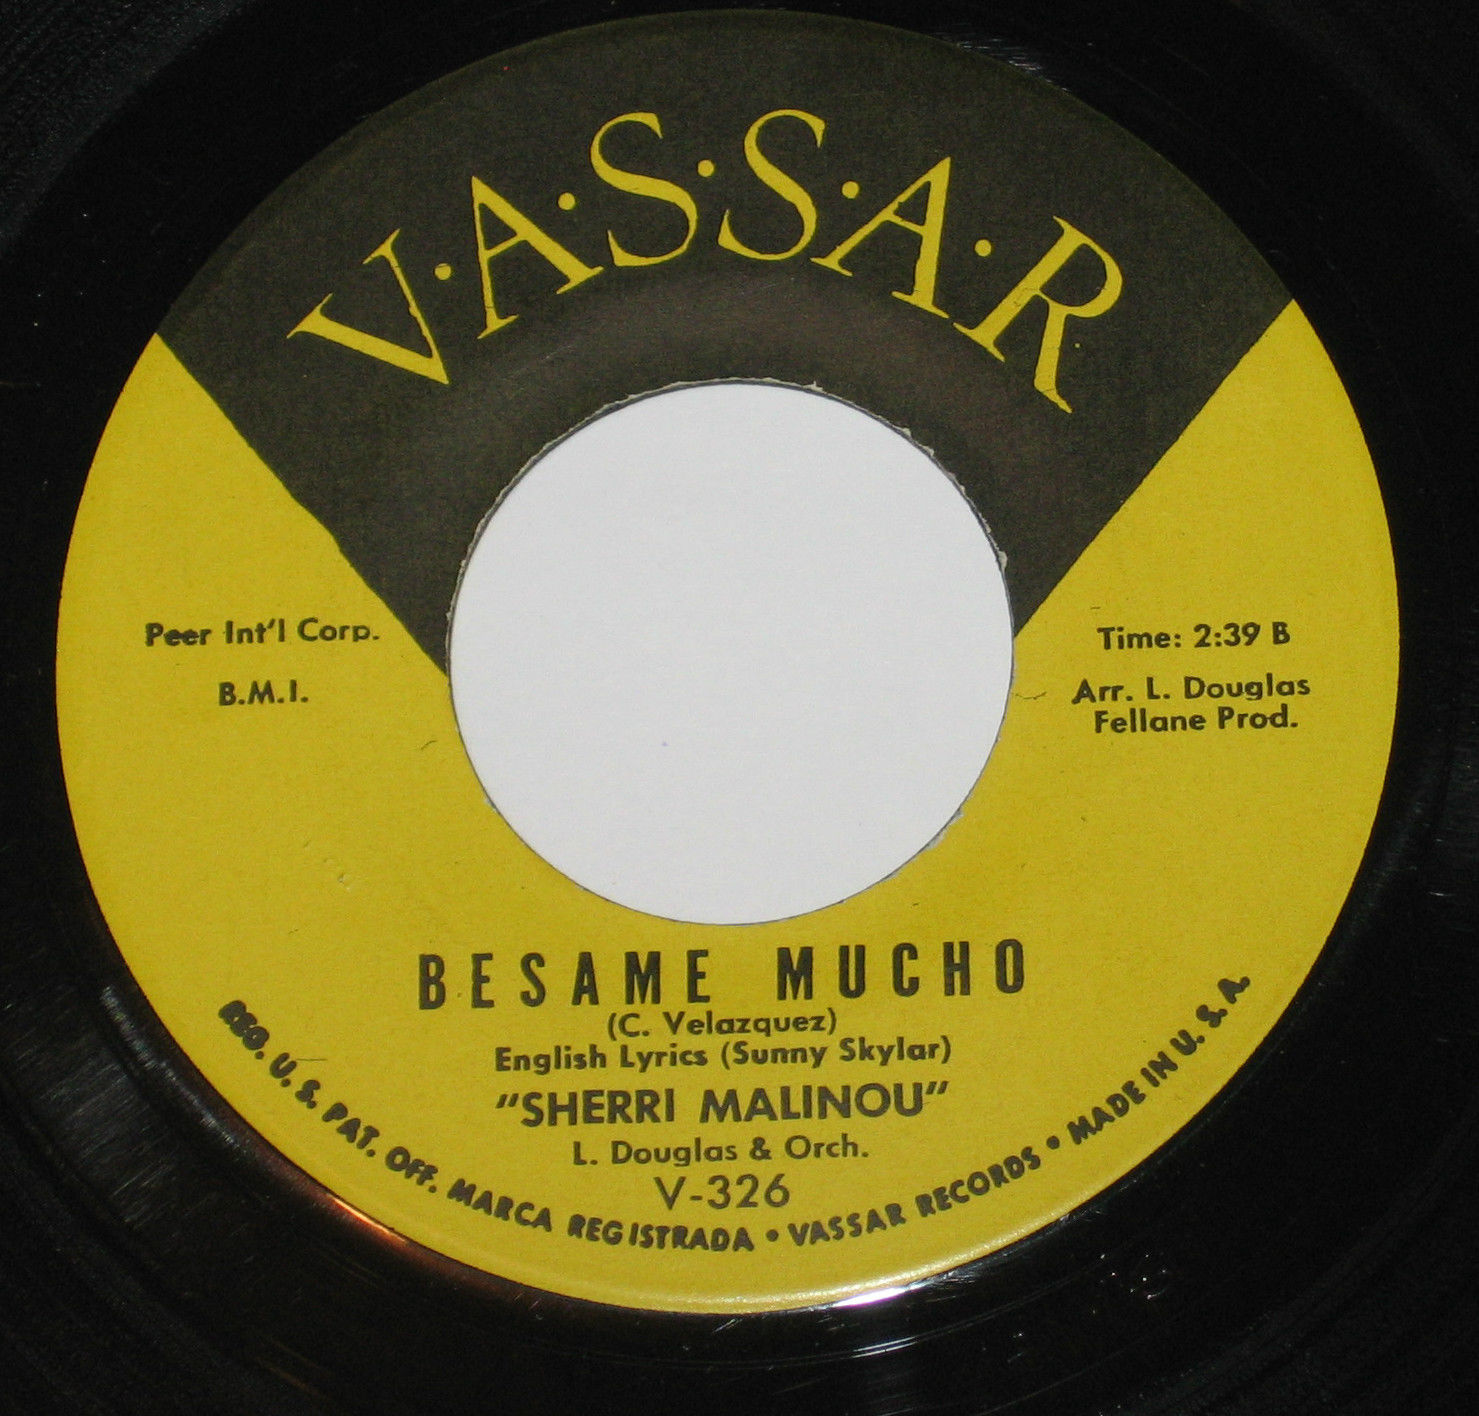 V·A·S·S·A·R
Peer Int'l Corp.
B.M.I.
Time: 2:39 B
Arr. L. Douglas
Fellane Prod.
BESAME MUCHO
(C. Velazquez)
English Lyrics (Sunny Skylar)
"SHERRI MALINOU"
L. Douglas & Orch.
V-326
REG. U. S. PAT. OFF. MARCA REGISTRADA • VASSAR RECORDS • MADE IN U. S. A.